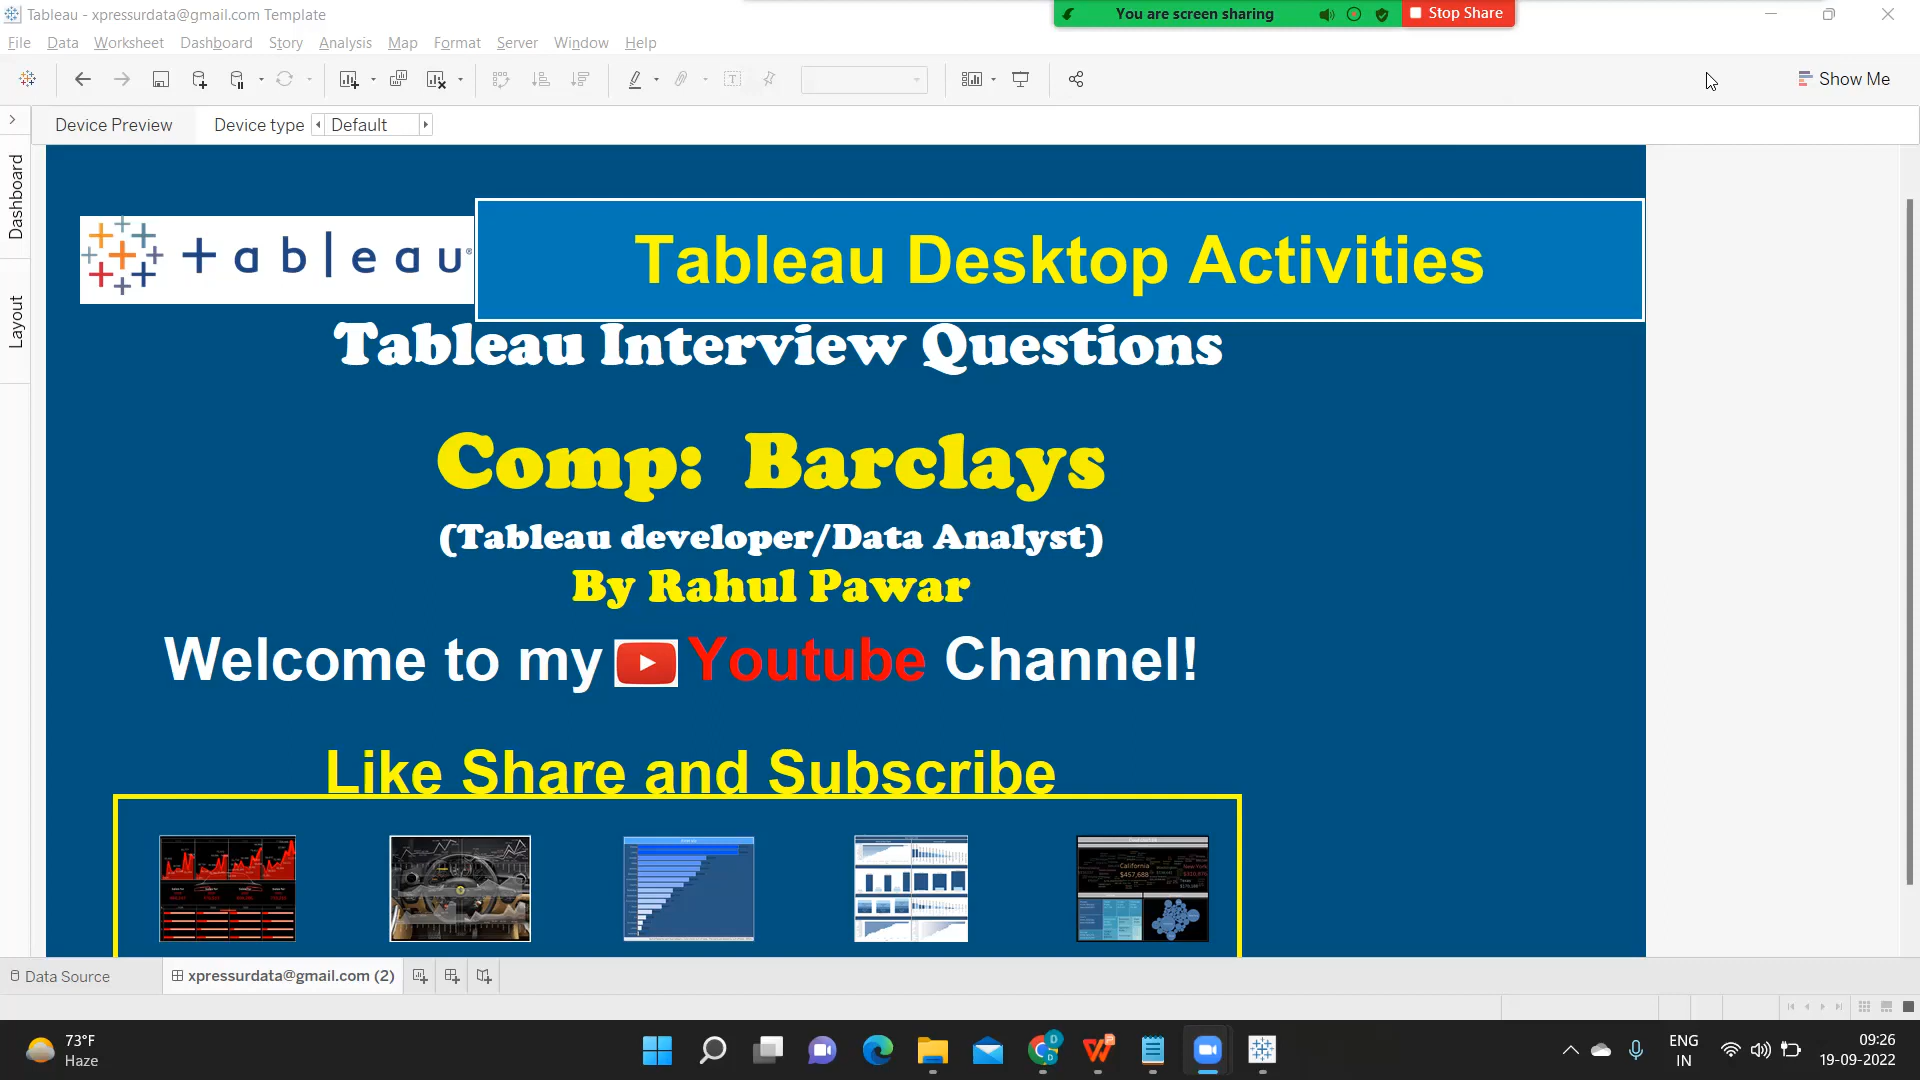 Tableau - xpressurdata@gmail.com Template
You are screen sharing
Stop Share
File Data Worksheet Dashboard Story Analysis Map Format Server Window Help
Show Me
Device Preview
Device type
Default
Dashboard
Layout
+ a b l e a u
Tableau Desktop Activities
Tableau Interview Questions
Comp: Barclays
(Tableau developer/Data Analyst)
By Rahul Pawar
Welcome to my Youtube Channel!
Like Share and Subscribe
California
$457,688
Data Source
xpressurdata@gmail.com (2)
73°F
Haze
ENG
IN
09:26
19-09-2022